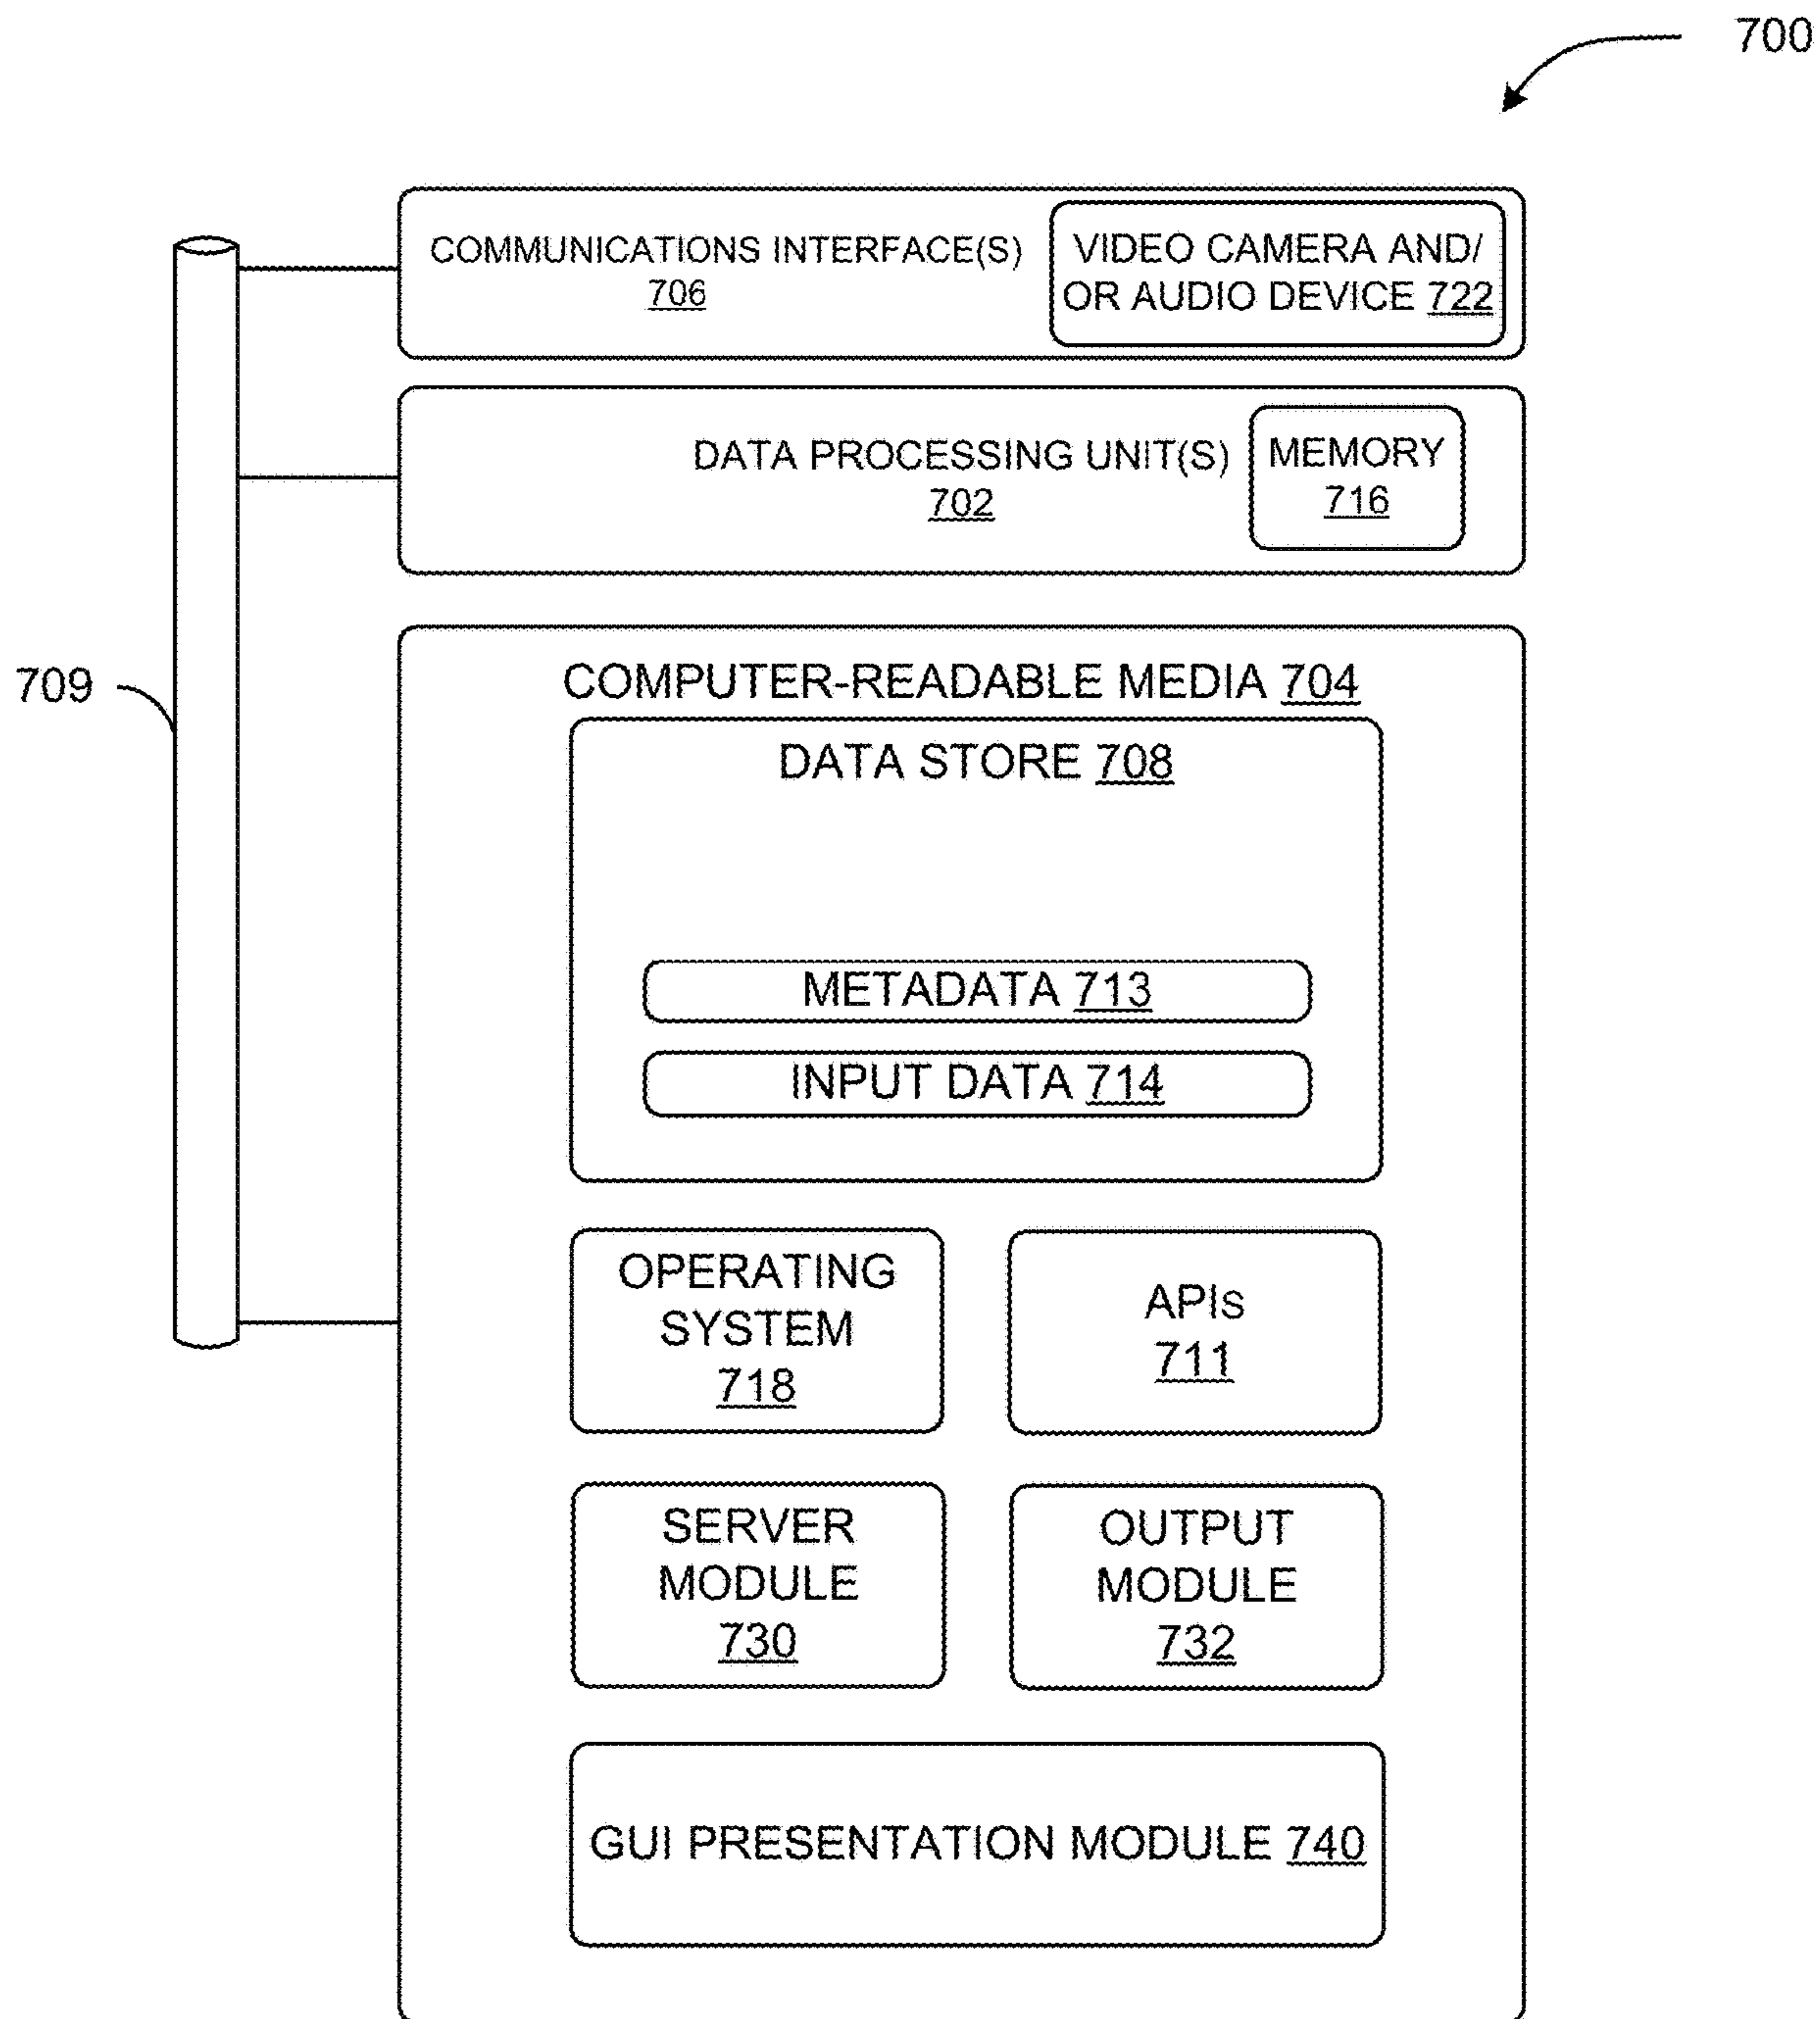 700
COMMUNICATIONS INTERFACE(S)
706
VIDEO CAMERA AND/
OR AUDIO DEVICE 722
DATA PROCESSING UNIT(S)
702
MEMORY
716
709
COMPUTER-READABLE MEDIA 704
DATA STORE 708
METADATA 713
INPUT DATA 714
OPERATING
SYSTEM
718
APIs
711
SERVER
MODULE
730
OUTPUT
MODULE
732
GUI PRESENTATION MODULE 740